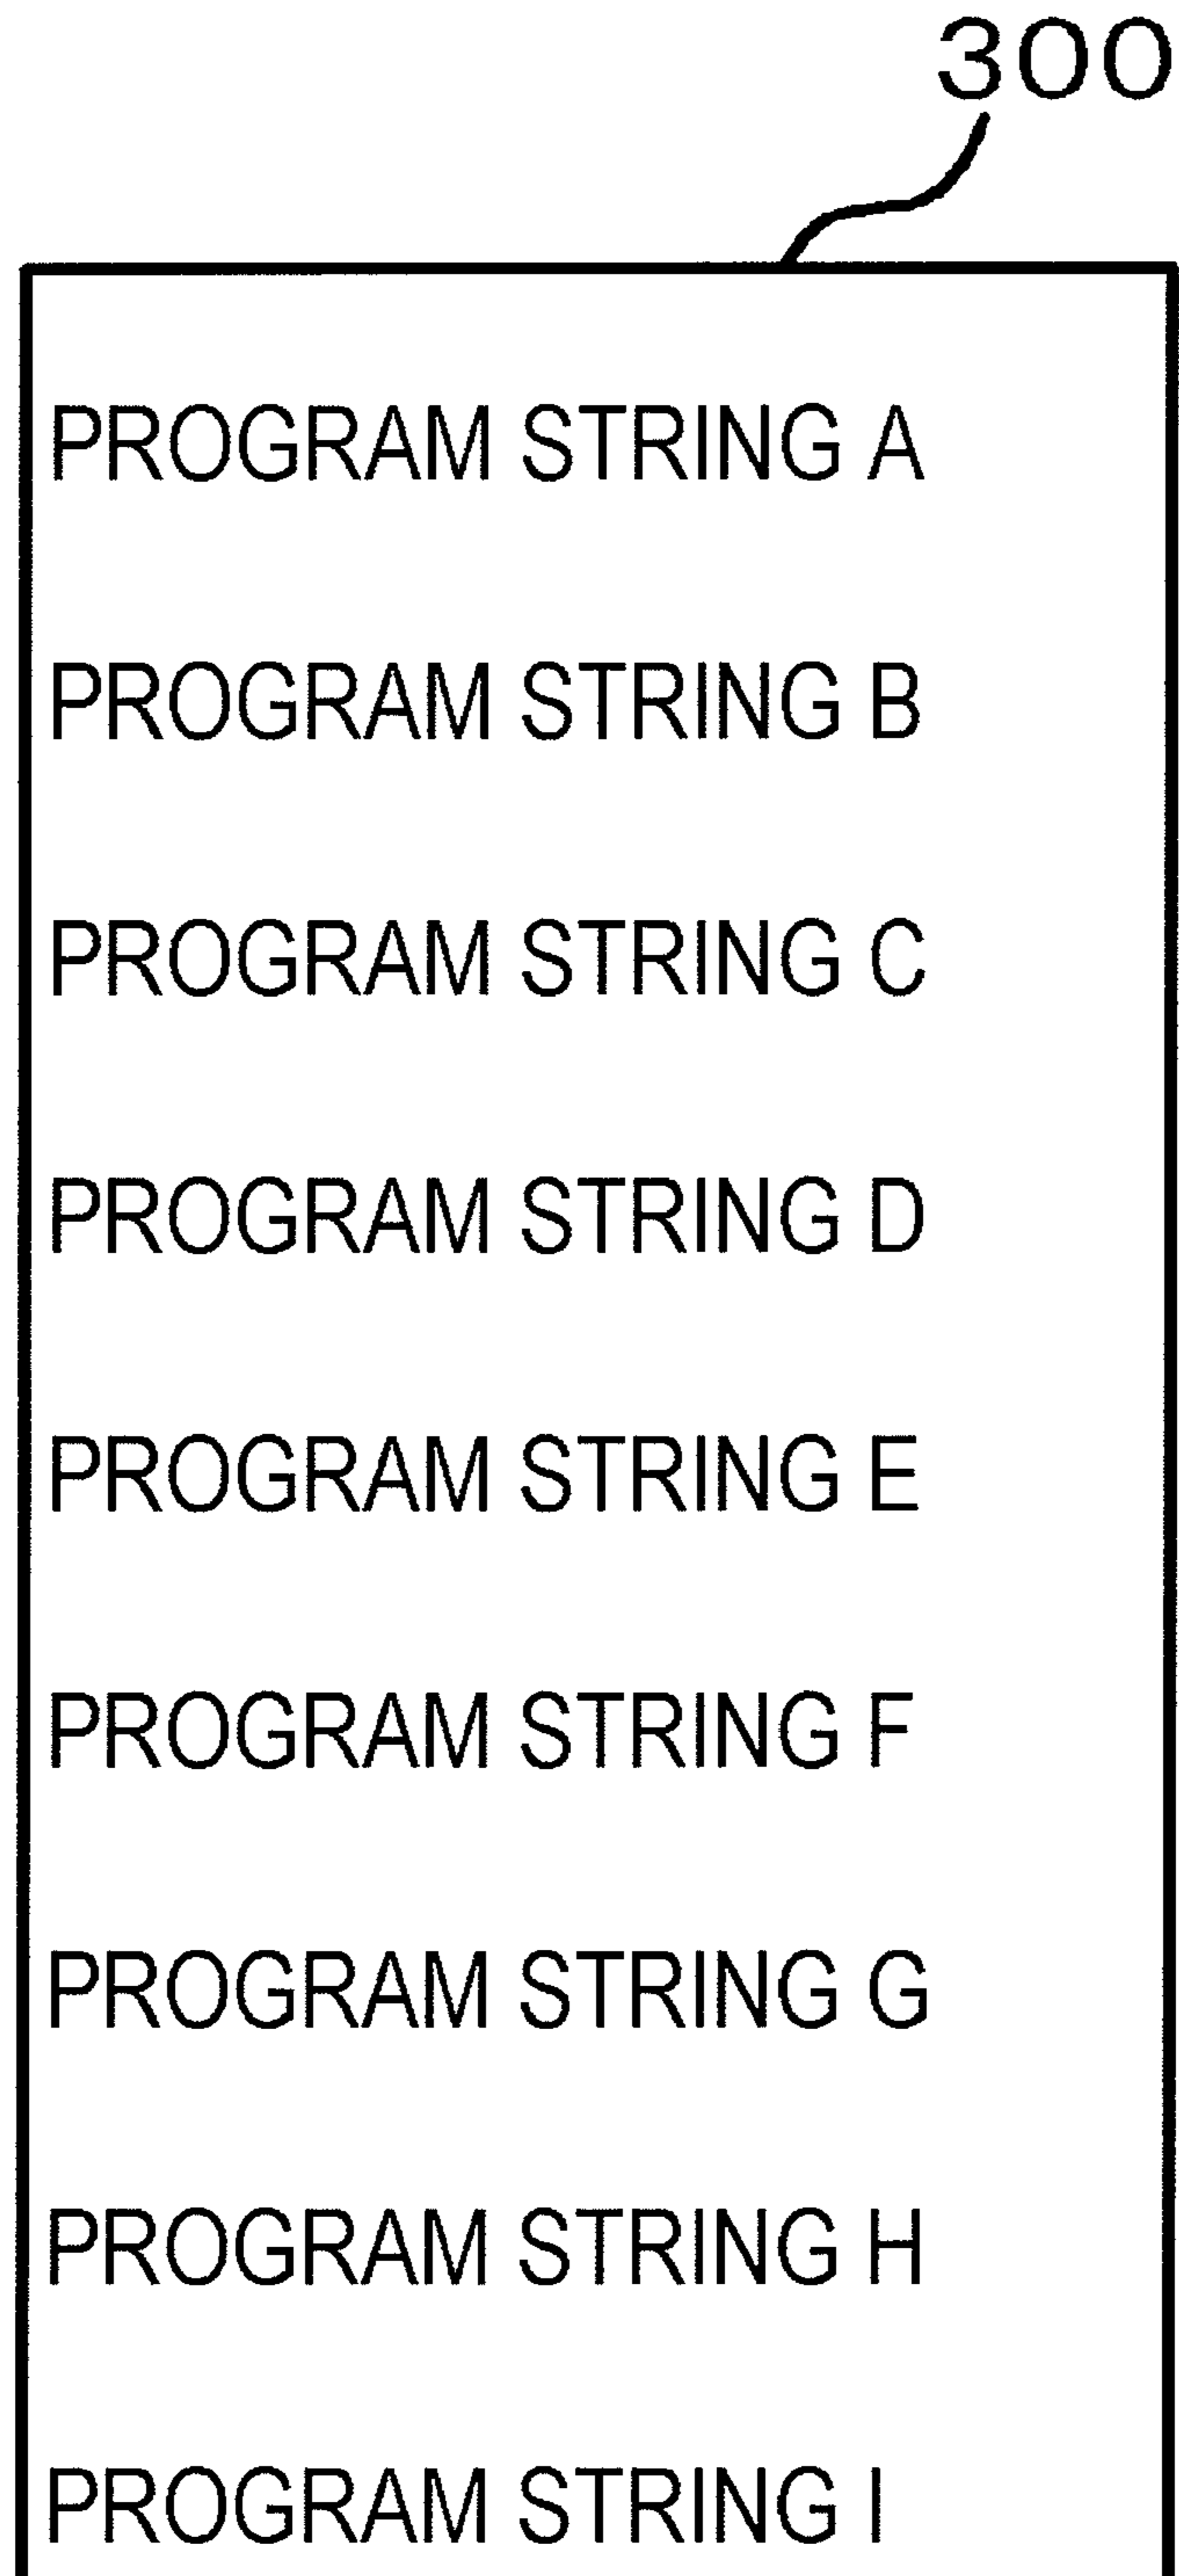 300
PROGRAM STRING A
PROGRAM STRING B
PROGRAM STRING C
PROGRAM STRING D
PROGRAM STRING E
PROGRAM STRING F
PROGRAM STRING G
PROGRAM STRING H
PROGRAM STRING I